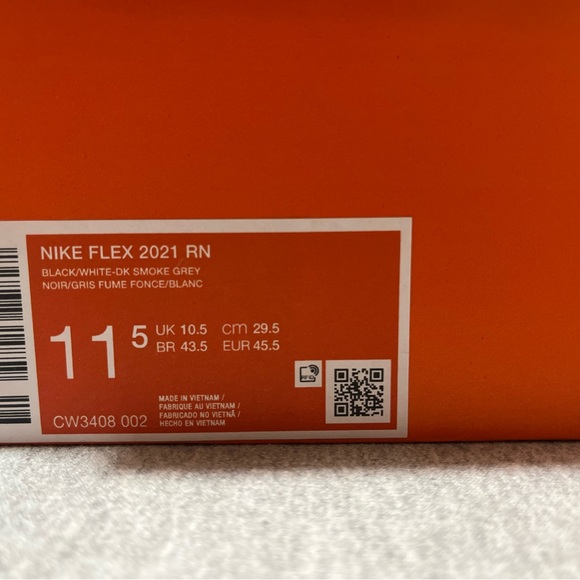 NIKE FLEX 2021 RN
BLACK/WHITE-DK SMOKE GREY
NOIR/GRIS FUME FONCE/BLANC
11 5 UK 10.5 cm 29.5
BR 43.5 EUR 45.5
CW3408 002
MADE IN VIETNAM /
FABRIQUE AU VIETNAM /
FABRICADO NO VIETNÃ /
HECHO EN VIETNAM